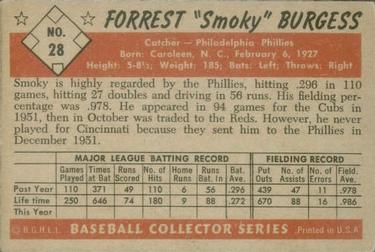 NO. 28
FORREST "Smoky" BURGESS
Catcher — Philadelphia Phillies
Born: Caroleen, N. C., February 6, 1927
Height: 5-8½; Weight: 185; Bats: Left; Throws: Right
Smoky is highly regarded by the Phillies, hitting .296 in 110
games, hitting 27 doubles and driving in 56 runs. His fielding per-
centage was .978. He appeared in 94 games for the Cubs in
1951, then in October was traded to the Reds. However, he never
played for Cincinnati because they sent him to the Phillies in
December 1951.
MAJOR LEAGUE BATTING RECORD FIELDING RECORD
Games Played Times at Bat Runs Scored Hits Home Runs Runs Bat. In Bat. Ave. Put Outs No. of Assists No. of Errors Field. Ave.
Past Year 110 371 49 110 6 56 .296 439 47 11 .978
Life time 250 646 74 180 9 88 .272 670 88 16 .986
This Year
© B.G.H.L.I. BASEBALL COLLECTOR SERIES Printed in U.S.A